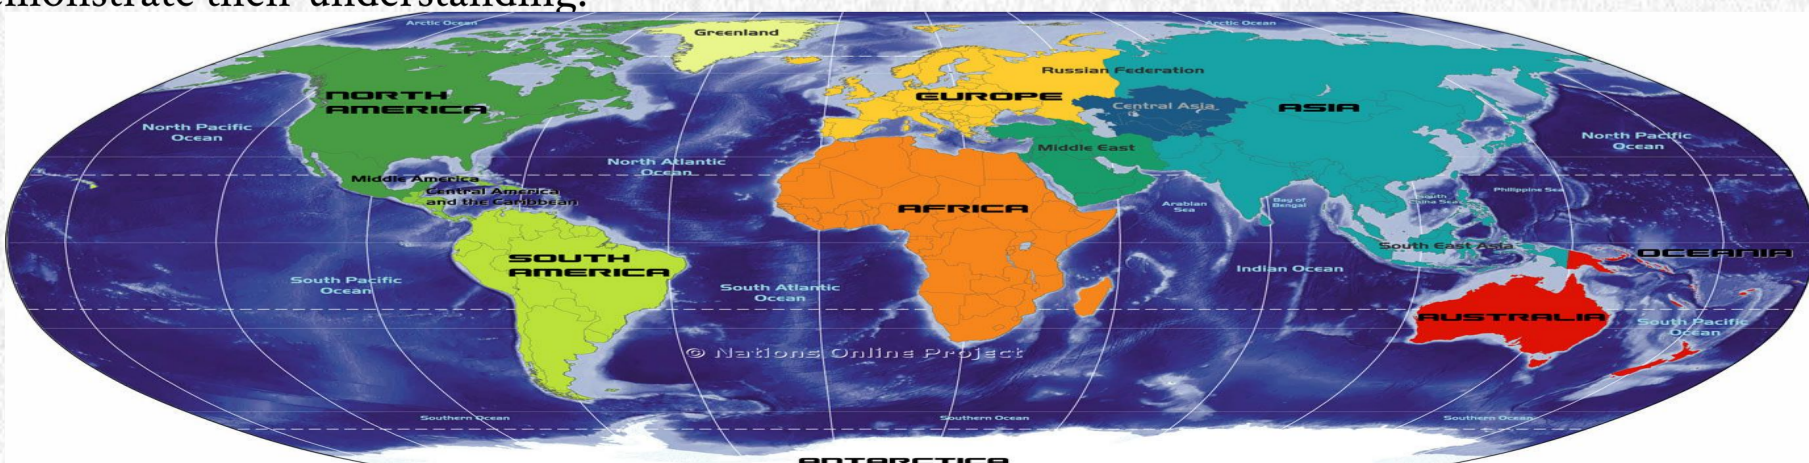 emonstrate their understanding.
Arctic Ocean
Arctic Ocean
Greenland
Russian Federation
NORTH
AMERICA
EUROPE
Central Asia
ASIA
North Pacific
Ocean
North Pacific
Ocean
North Atlantic
Ocean
Middle East
Middle America
Central America
and the Caribbean
Philippine Sea
Arabian
Sea
Bay of
Bengal
South
China Sea
AFRICA
South East Asia
OCEANIA
SOUTH
AMERICA
Indian Ocean
South Pacific
Ocean
South Atlantic
Ocean
AUSTRALIA
South Pacific
Ocean
© Nations Online Project
Southern Ocean
Southern Ocean
Southern Ocean
ANTARCTICA